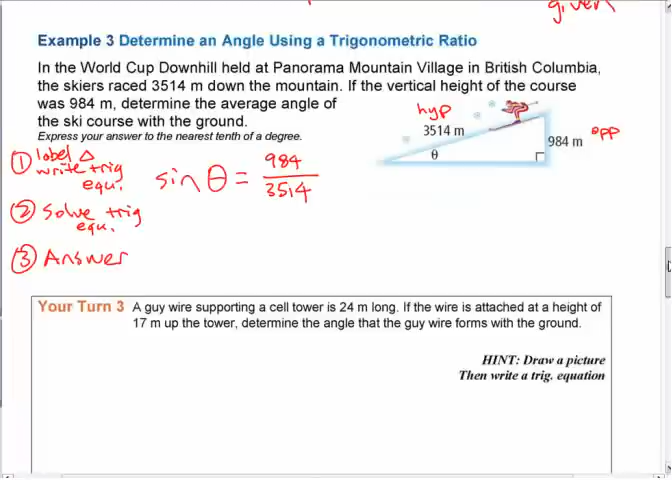 given
Example 3 Determine an Angle Using a Trigonometric Ratio
In the World Cup Downhill held at Panorama Mountain Village in British Columbia,
the skiers raced 3514 m down the mountain. If the vertical height of the course
was 984 m, determine the average angle of
the ski course with the ground.
Express your answer to the nearest tenth of a degree.
hyp
3514 m
θ
984 m
opp
① label Δ
write trig
equ.
sin θ = 984/3514
② Solve trig
equ.
③ Answer
Your Turn 3 A guy wire supporting a cell tower is 24 m long. If the wire is attached at a height of
17 m up the tower, determine the angle that the guy wire forms with the ground.
HINT: Draw a picture
Then write a trig. equation